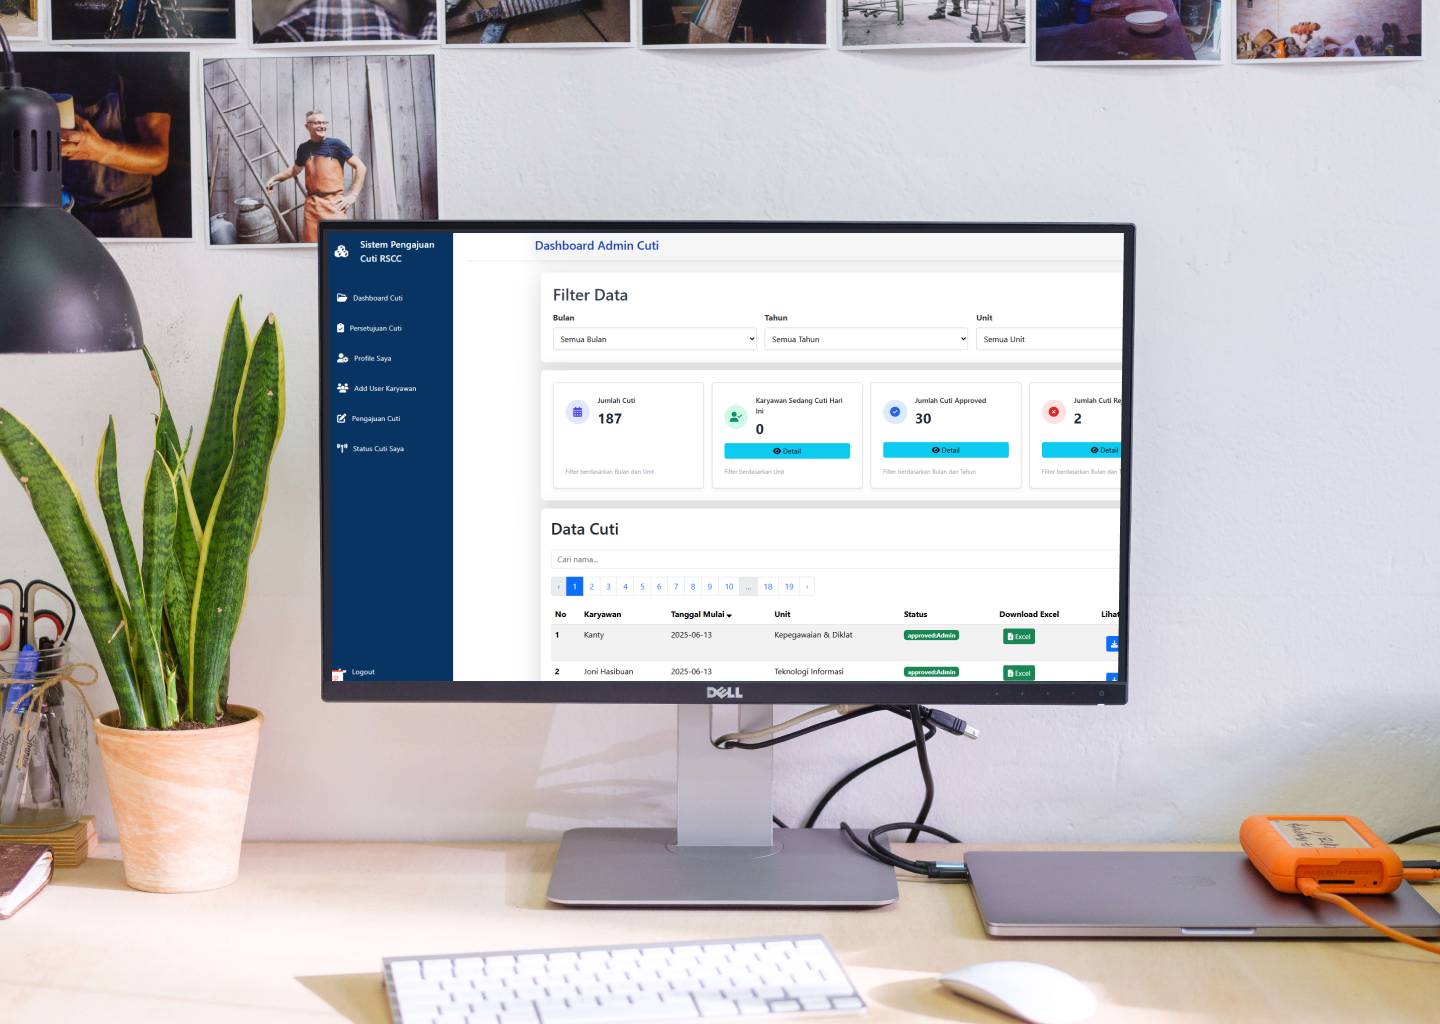 Sistem Pengajuan
Cuti RSCC
Dashboard Cuti
Persetujuan Cuti
Profile Saya
Add User Karyawan
Pengajuan Cuti
Status Cuti Saya
Logout
Dashboard Admin Cuti
Filter Data
Bulan Tahun Unit
Semua Bulan Semua Tahun Semua Unit
Jumlah Cuti
187
Filter berdasarkan Bulan dan Unit
Karyawan Sedang Cuti Hari
Ini
0
Detail
Filter berdasarkan Unit
Jumlah Cuti Approved
30
Detail
Filter berdasarkan Bulan dan Tahun
Jumlah Cuti Re
2
Detail
Filter berdasarkan Bulan dan T
Data Cuti
Cari nama...
‹ 1 2 3 4 5 6 7 8 9 10 ... 18 19 ›
No Karyawan Tanggal Mulai Unit Status Download Excel Lihat
1 Kanty 2025-06-13 Kepegawaian & Diklat approved:Admin Excel
2 Joni Hasibuan 2025-06-13 Teknologi Informasi approved:Admin Excel
DELL